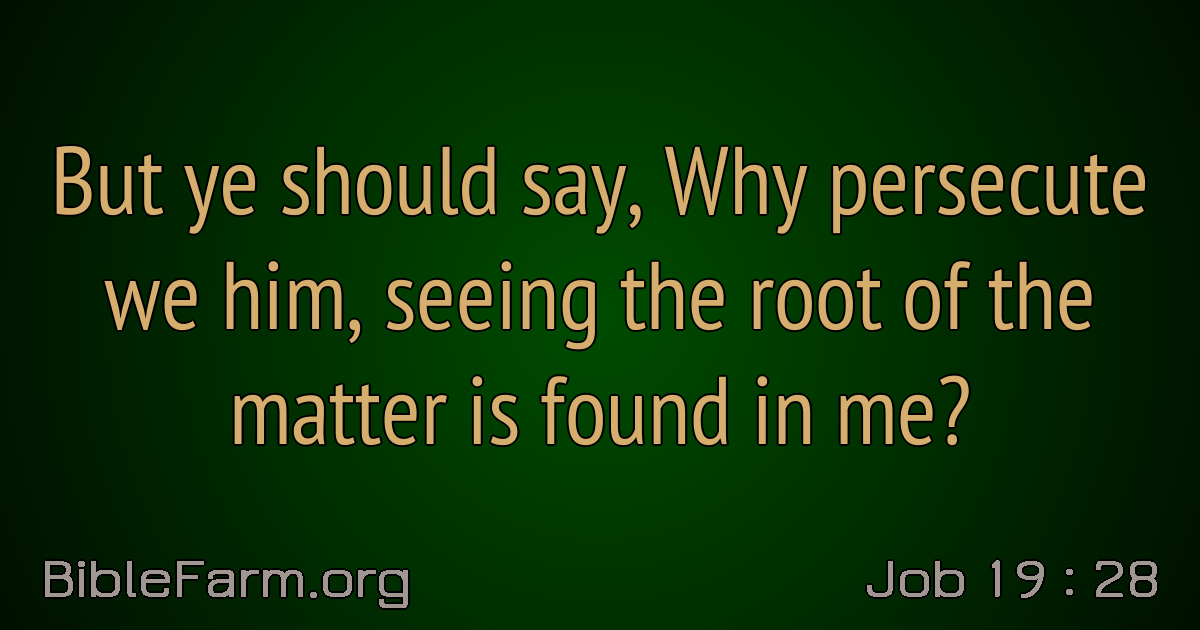 But ye should say, Why persecute
we him, seeing the root of the
matter is found in me?
BibleFarm.org
Job 19 : 28